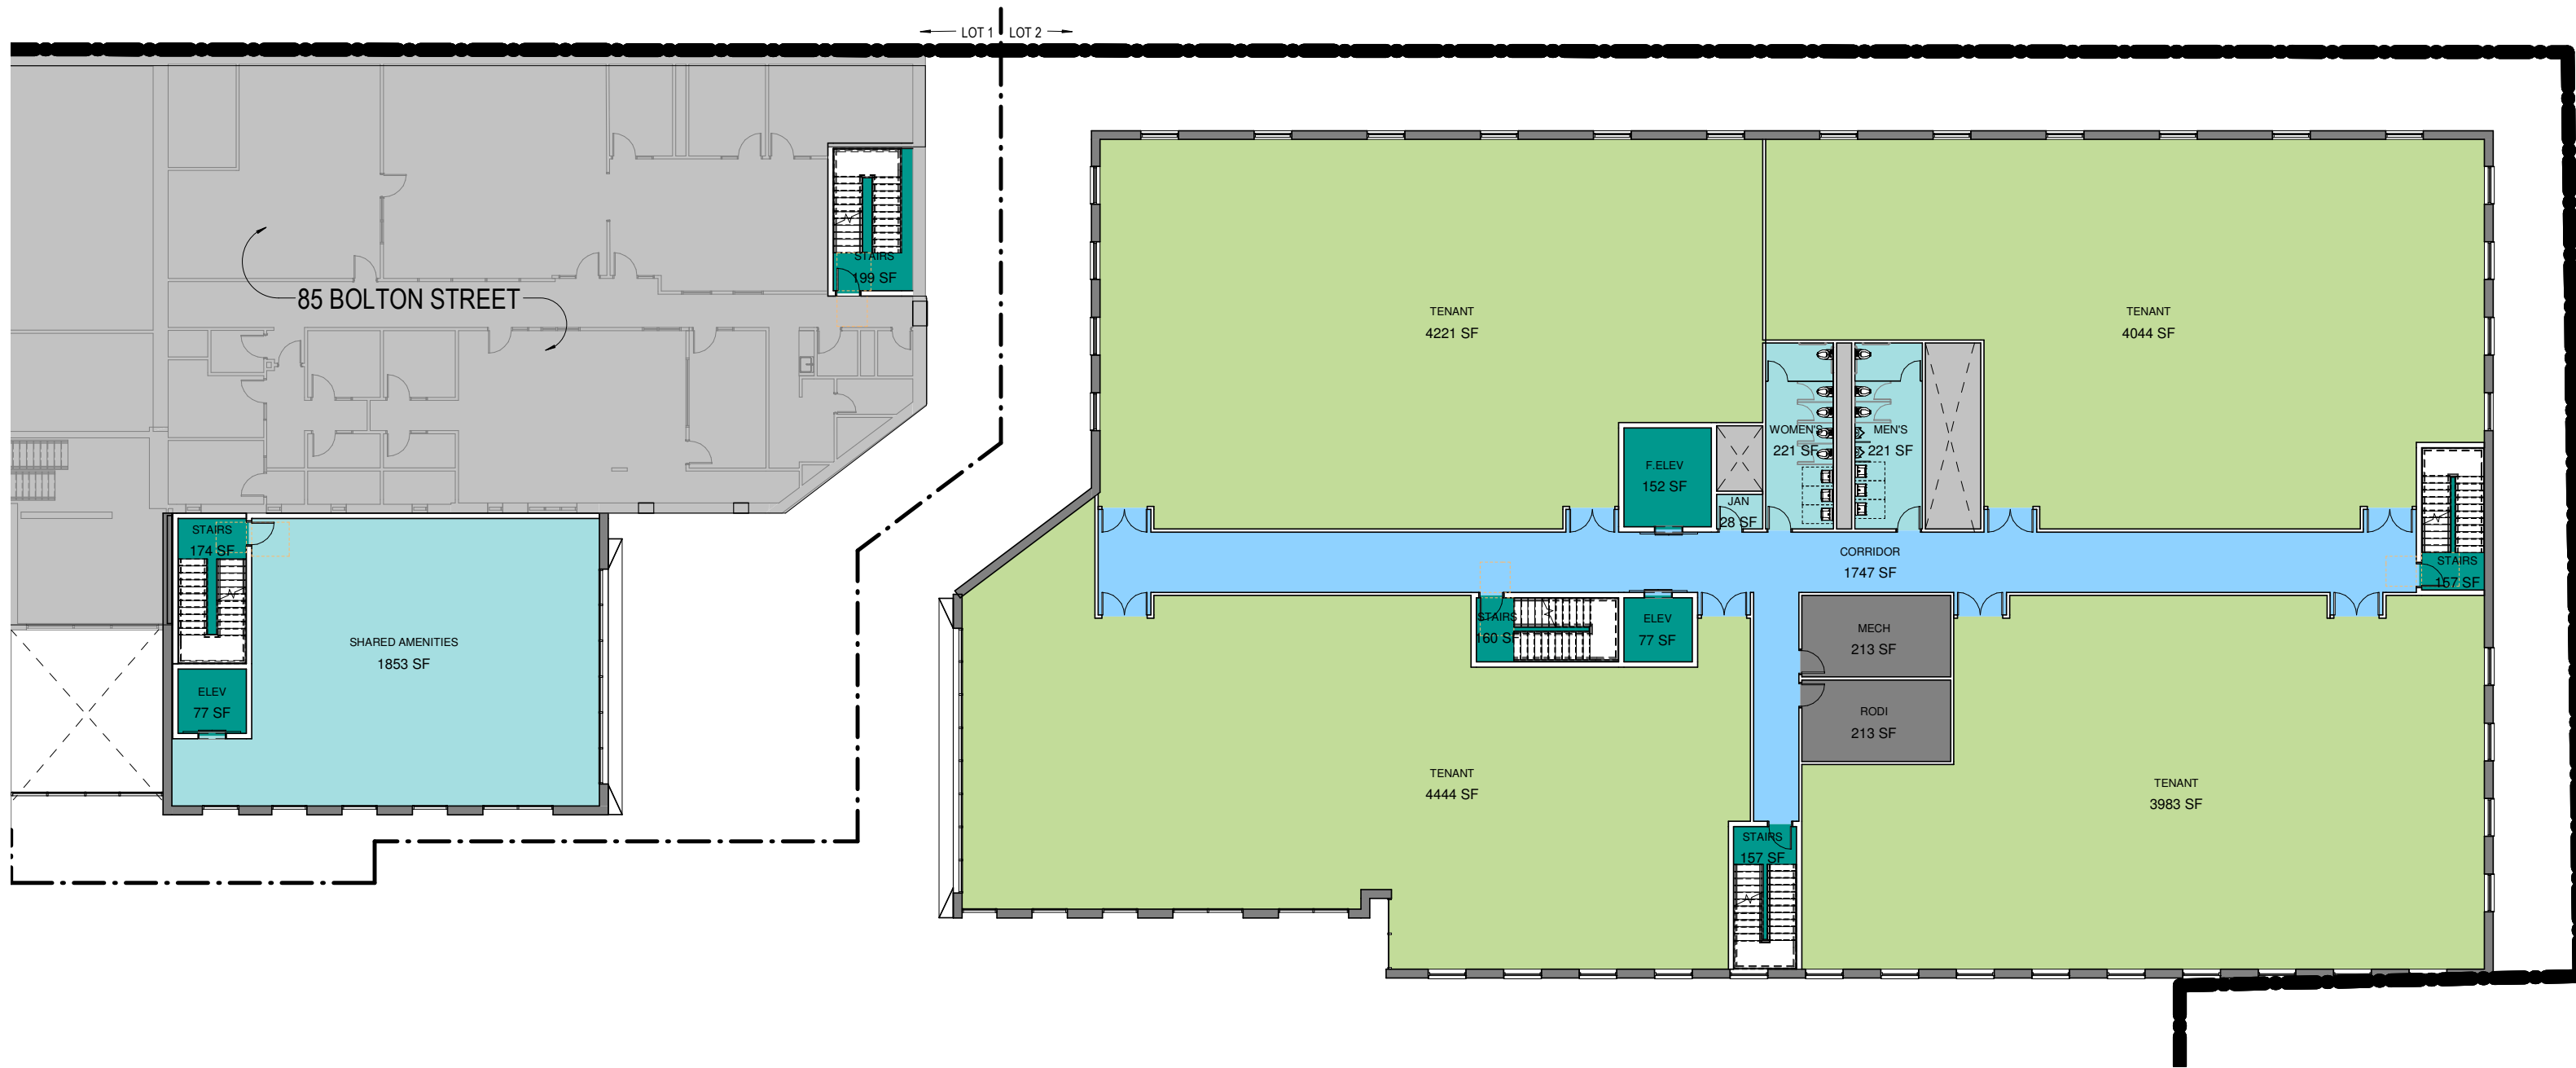 LOT 1
LOT 2
STAIRS
199 SF
85 BOLTON STREET
TENANT
4221 SF
TENANT
4044 SF
WOMEN'S
221 SF
MEN'S
221 SF
F.ELEV
152 SF
JAN
28 SF
STAIRS
174 SF
CORRIDOR
1747 SF
STAIRS
157 SF
STAIRS
160 SF
ELEV
77 SF
MECH
213 SF
SHARED AMENITIES
1853 SF
ELEV
77 SF
RODI
213 SF
TENANT
4444 SF
TENANT
3983 SF
STAIRS
157 SF